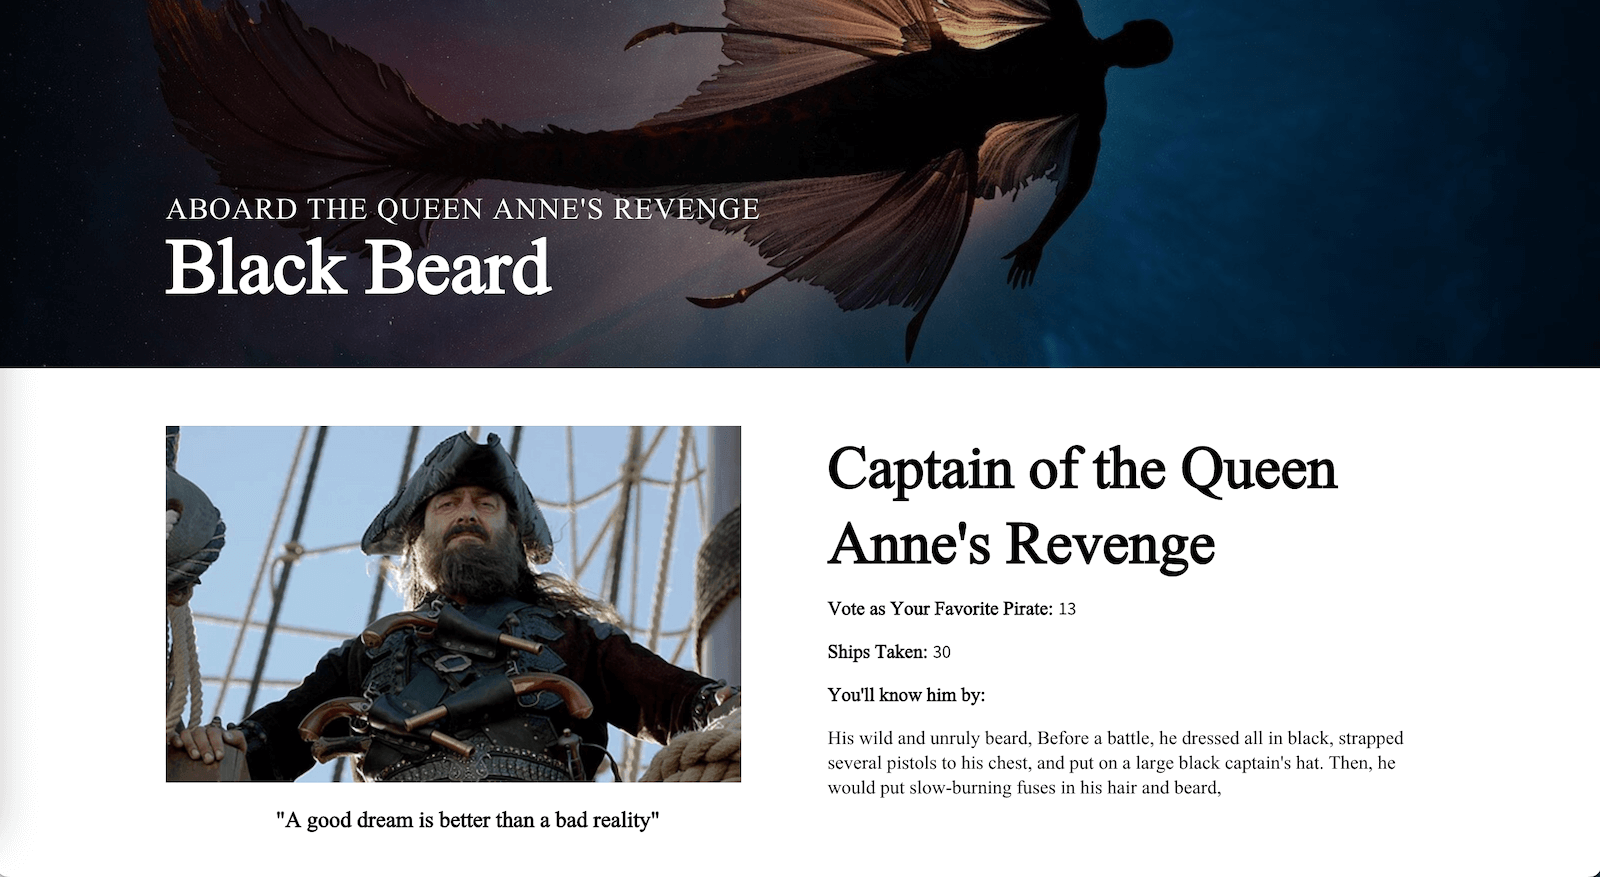 ABOARD THE QUEEN ANNE'S REVENGE
Black Beard
Captain of the Queen
Anne's Revenge
Vote as Your Favorite Pirate: 13
Ships Taken: 30
You'll know him by:
His wild and unruly beard, Before a battle, he dressed all in black, strapped
several pistols to his chest, and put on a large black captain's hat. Then, he
would put slow-burning fuses in his hair and beard,
"A good dream is better than a bad reality"